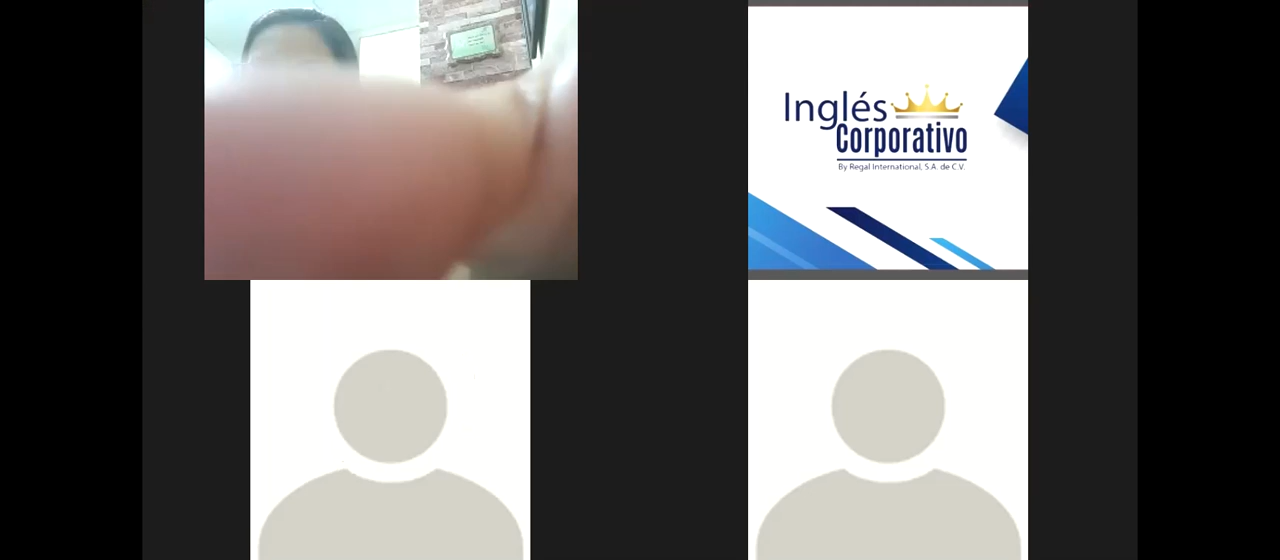 Inglés
Corporativo
By Regal International, S.A. de C.V.